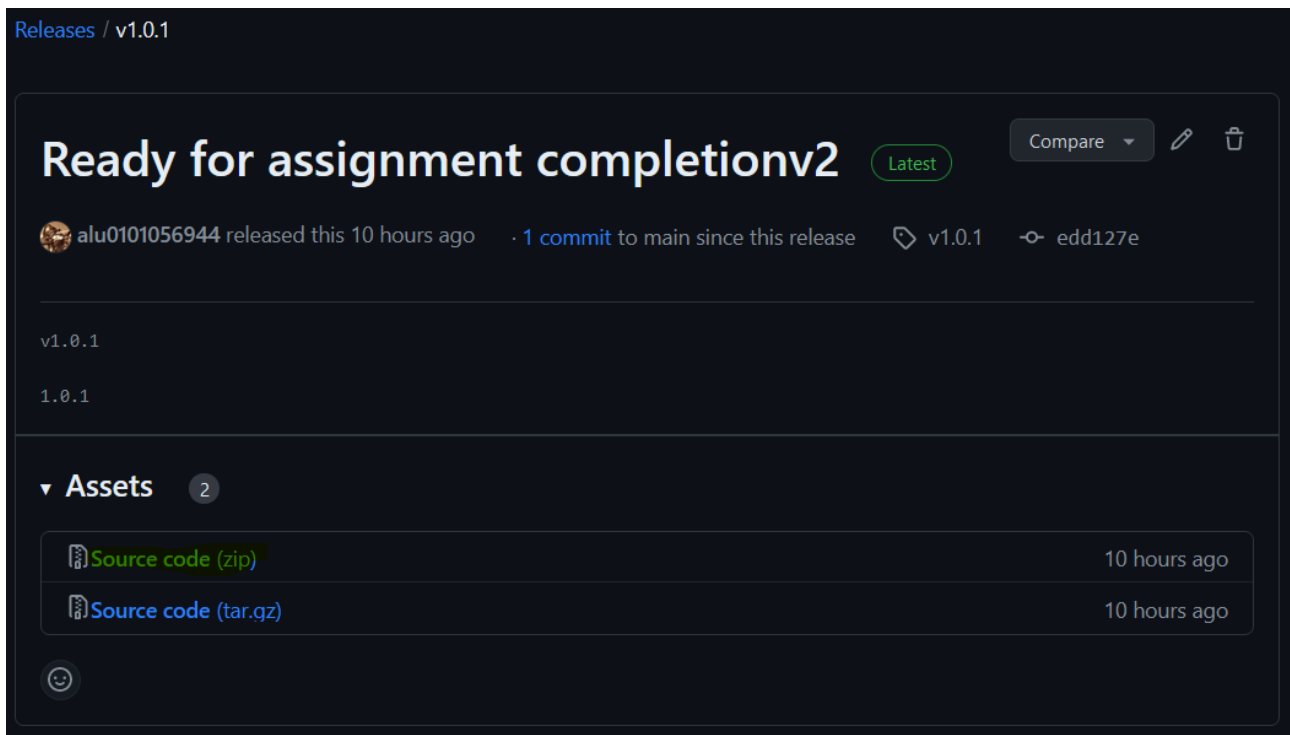 Releases / v1.0.1
Ready for assignment completionv2 Latest Compare
alu0101056944 released this 10 hours ago · 1 commit to main since this release v1.0.1 edd127e
v1.0.1
1.0.1
Assets 2
Source code (zip) 10 hours ago
Source code (tar.gz) 10 hours ago